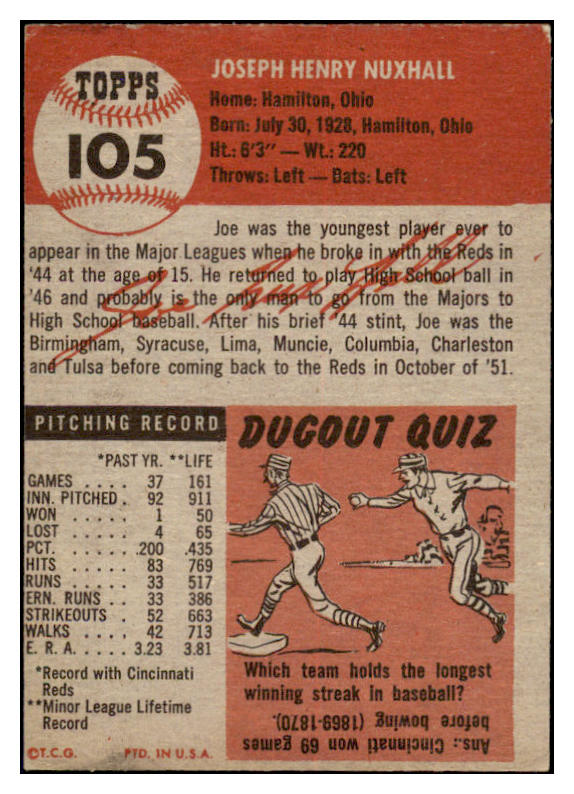 TOPPS
105
JOSEPH HENRY NUXHALL
Home: Hamilton, Ohio
Born: July 30, 1928, Hamilton, Ohio
Ht.: 6'3" — Wt.: 220
Throws: Left — Bats: Left
Joe was the youngest player ever to
appear in the Major Leagues when he broke in with the Reds in
'44 at the age of 15. He returned to play High School ball in
'46 and probably is the only man to go from the Majors to
High School baseball. After his brief '44 stint, Joe was the
Birmingham, Syracuse, Lima, Muncie, Columbia, Charleston
and Tulsa before coming back to the Reds in October of '51.
Joe Nuxhall
PITCHING RECORD
*PAST YR. **LIFE
GAMES .... 37 161
INN. PITCHED . 92 911
WON ..... 1 50
LOST ..... 4 65
PCT. ..... .200 .435
HITS ..... 83 769
RUNS ..... 33 517
ERN. RUNS .. 33 386
STRIKEOUTS . 52 663
WALKS .... 42 713
E. R. A. .... 3.23 3.81
*Record with Cincinnati
Reds
**Minor League Lifetime
Record
©T.C.G. PTD. IN U.S.A.
DUGOUT QUIZ
Which team holds the longest
winning streak in baseball?
Ans.: Cincinnati won 69 games
before bowing (1869-1870)